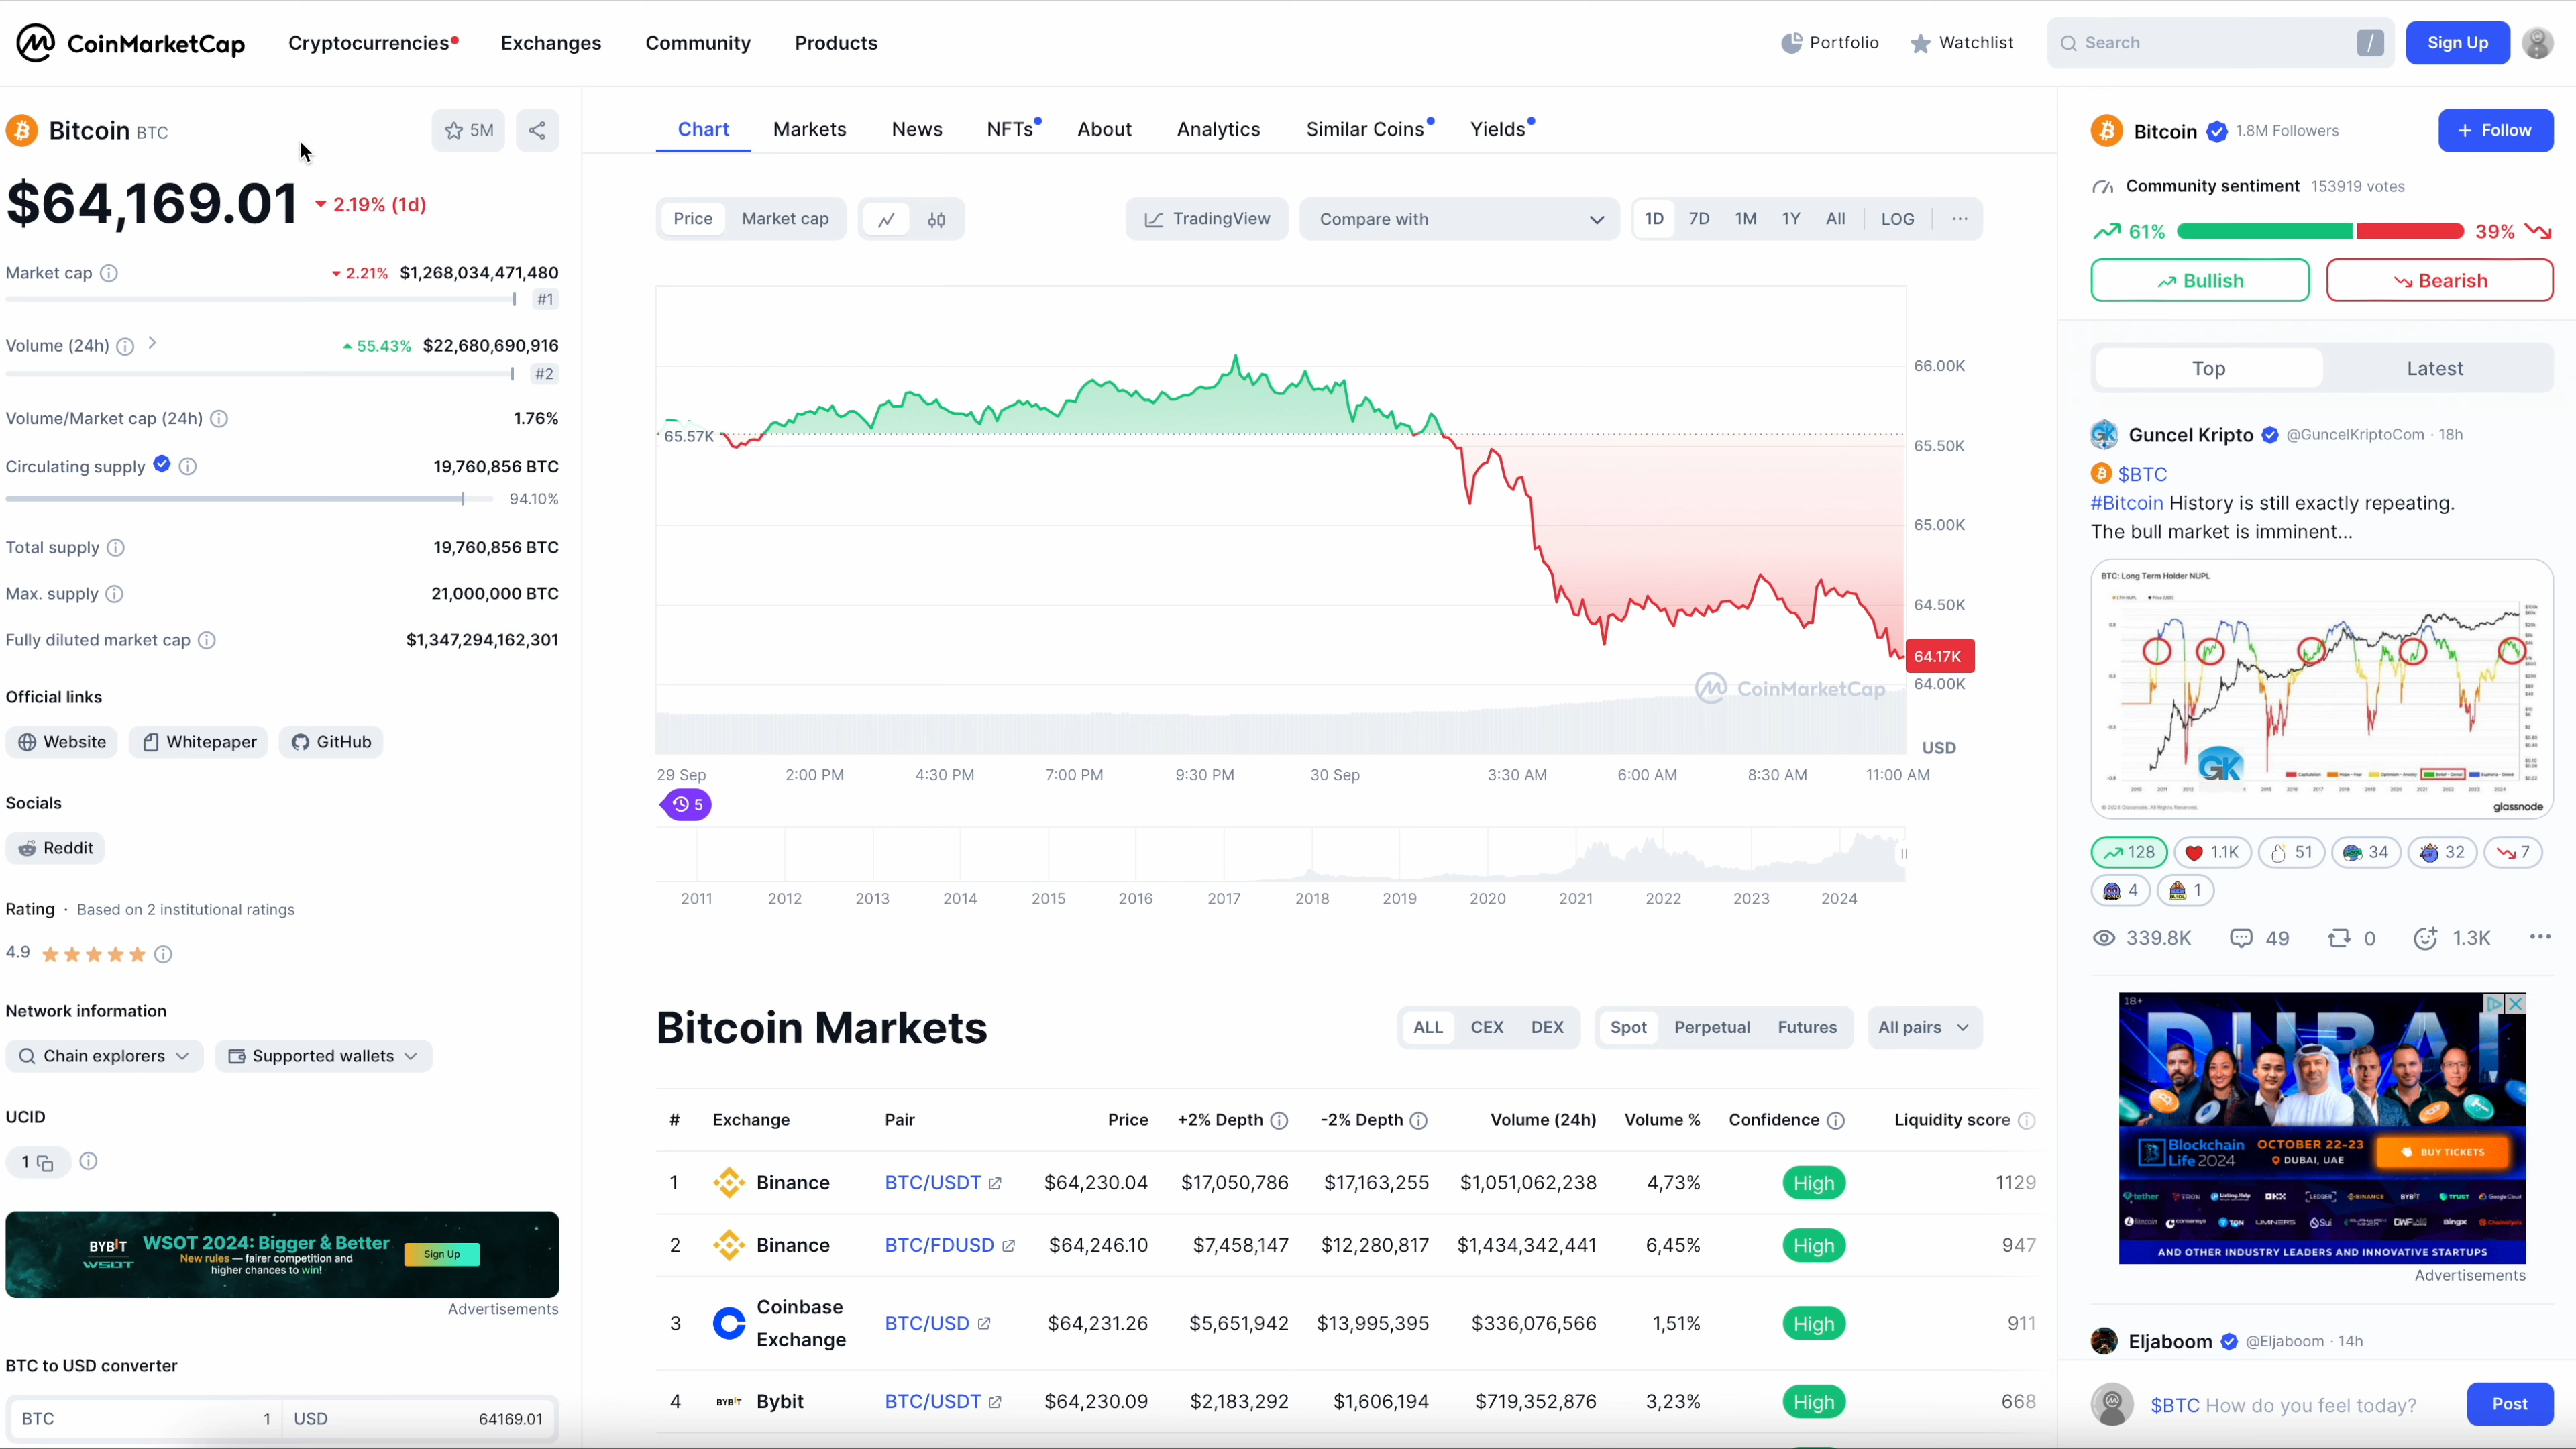 CoinMarketCap
Cryptocurrencies Exchanges Community Products
Portfolio Watchlist Search / Sign Up
Bitcoin BTC 5M
$64,169.01 2.19% (1d)
Market cap 2.21% $1,268,034,471,480
#1
Volume (24h) 55.43% $22,680,690,916
#2
Volume/Market cap (24h) 1.76%
Circulating supply 19,760,856 BTC
94.10%
Total supply 19,760,856 BTC
Max. supply 21,000,000 BTC
Fully diluted market cap $1,347,294,162,301
Official links
Website Whitepaper GitHub
Socials
Reddit
Rating · Based on 2 institutional ratings
4.9
Network information
Chain explorers Supported wallets
UCID
1
BYBIT WSOT
WSOT 2024: Bigger & Better
New rules — fairer competition and
higher chances to win!
Sign Up
Advertisements
BTC to USD converter
BTC 1 USD 64169.01
Chart Markets News NFTs About Analytics Similar Coins Yields
Price Market cap TradingView Compare with 1D 7D 1M 1Y All LOG ...
66.00K
65.57K
65.50K
65.00K
64.50K
64.17K
64.00K
CoinMarketCap
USD
29 Sep 2:00 PM 4:30 PM 7:00 PM 9:30 PM 30 Sep 3:30 AM 6:00 AM 8:30 AM 11:00 AM
5
2011 2012 2013 2014 2015 2016 2017 2018 2019 2020 2021 2022 2023 2024
Bitcoin Markets
ALL CEX DEX Spot Perpetual Futures All pairs
# Exchange Pair Price +2% Depth -2% Depth Volume (24h) Volume % Confidence Liquidity score
1 Binance BTC/USDT $64,230.04 $17,050,786 $17,163,255 $1,051,062,238 4,73% High 1129
2 Binance BTC/FDUSD $64,246.10 $7,458,147 $12,280,817 $1,434,342,441 6,45% High 947
3 Coinbase Exchange BTC/USD $64,231.26 $5,651,942 $13,995,395 $336,076,566 1,51% High 911
4 BYBIT Bybit BTC/USDT $64,230.09 $2,183,292 $1,606,194 $719,352,876 3,23% High 668
Bitcoin 1.8M Followers + Follow
Community sentiment 153919 votes
61% 39%
Bullish Bearish
Top Latest
Guncel Kripto @GuncelKriptoCom · 18h
$BTC
#Bitcoin History is still exactly repeating.
The bull market is imminent...
BTC: Long Term Holder NUPL
GK
glassnode
128 1.1K 51 34 32 7
4 1
339.8K 49 0 1.3K
18+
DUBAI
Blockchain
Life 2024
OCTOBER 22-23
DUBAI, UAE
BUY TICKETS
AND OTHER INDUSTRY LEADERS AND INNOVATIVE STARTUPS
Advertisements
Eljaboom @Eljaboom · 14h
$BTC How do you feel today? Post